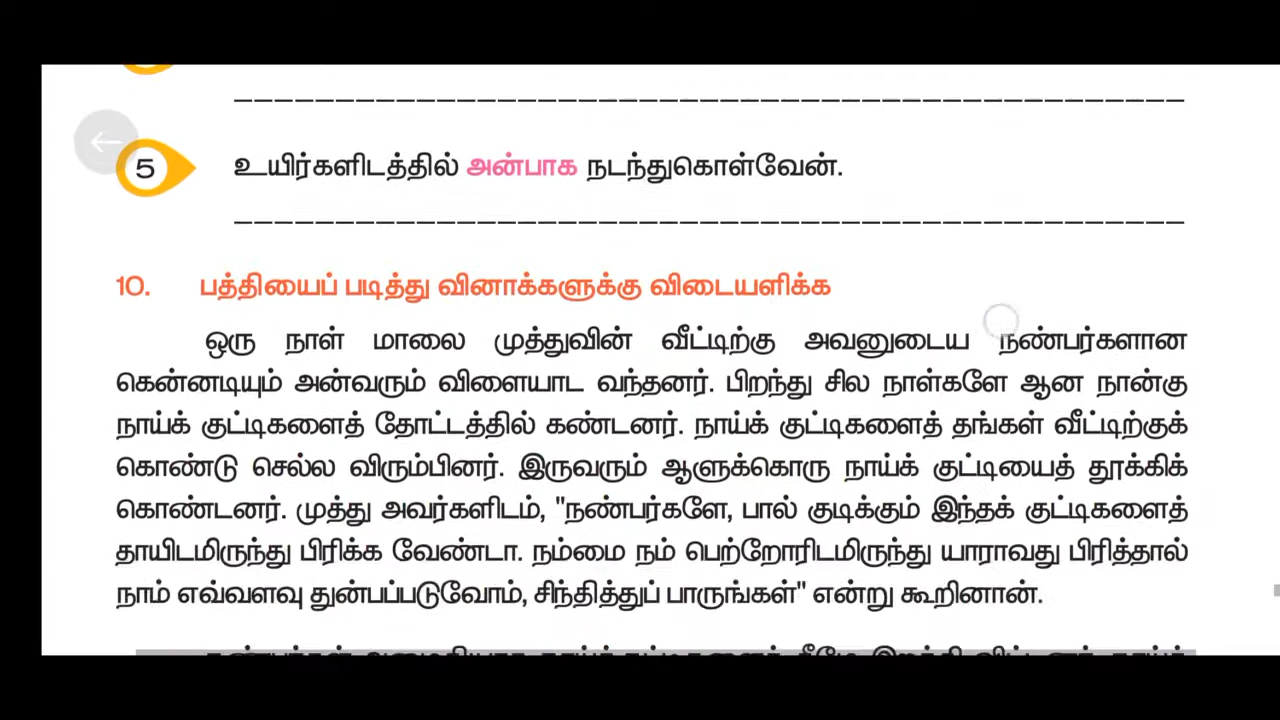 5 உயிர்களிடத்தில் அன்பாக நடந்துகொள்வேன்.
10. பத்தியைப் படித்து வினாக்களுக்கு விடையளிக்க
ஒரு நாள் மாலை முத்துவின் வீட்டிற்கு அவனுடைய நண்பர்களான
கென்னடியும் அன்வரும் விளையாட வந்தனர். பிறந்து சில நாள்களே ஆன நான்கு
நாய்க் குட்டிகளைத் தோட்டத்தில் கண்டனர். நாய்க் குட்டிகளைத் தங்கள் வீட்டிற்குக்
கொண்டு செல்ல விரும்பினர். இருவரும் ஆளுக்கொரு நாய்க் குட்டியைத் தூக்கிக்
கொண்டனர். முத்து அவர்களிடம், "நண்பர்களே, பால் குடிக்கும் இந்தக் குட்டிகளைத்
தாயிடமிருந்து பிரிக்க வேண்டா. நம்மை நம் பெற்றோரிடமிருந்து யாராவது பிரித்தால்
நாம் எவ்வளவு துன்பப்படுவோம், சிந்தித்துப் பாருங்கள்" என்று கூறினான்.